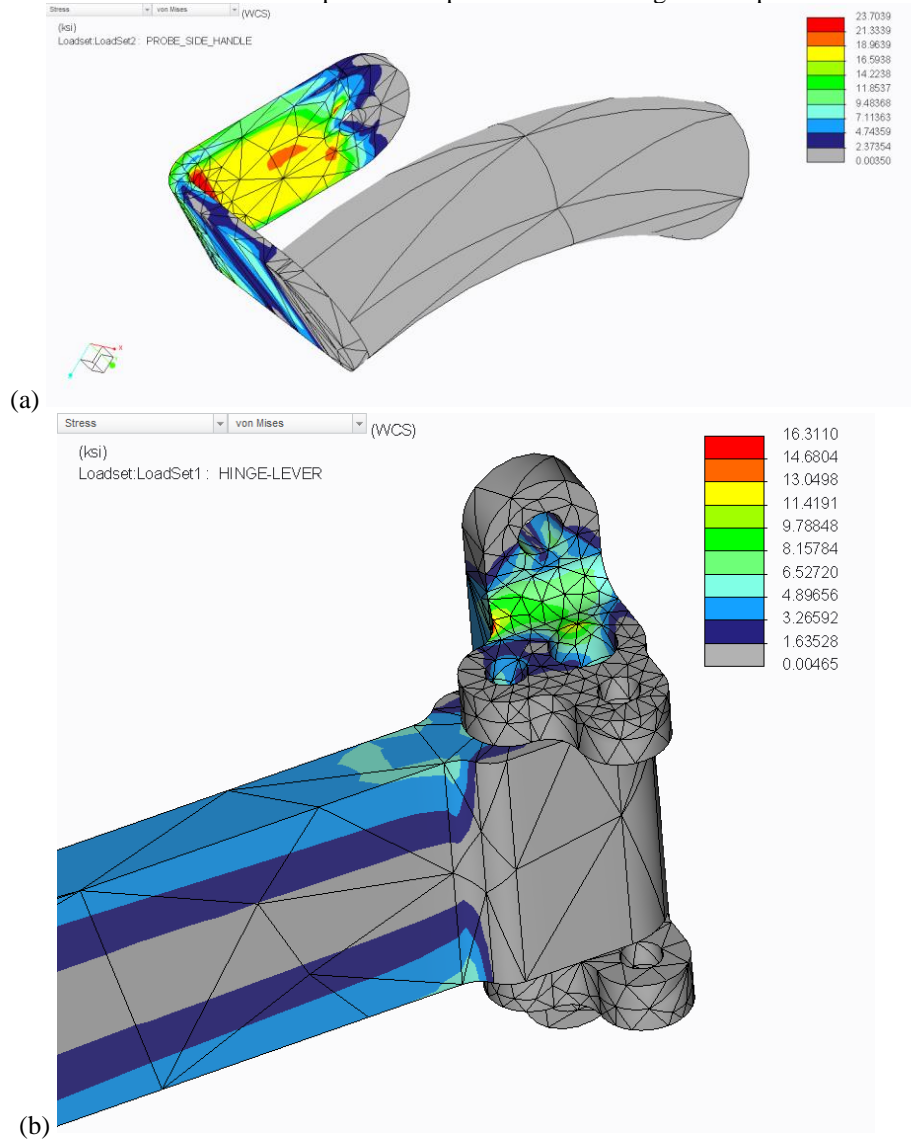 Stress von Mises (WCS)
(ksi)
Loadset:LoadSet2 : PROBE_SIDE_HANDLE
23.7039
21.3339
18.9639
16.5938
14.2238
11.8537
9.48368
7.11363
4.74359
2.37354
0.00350
X
(a)
Stress von Mises (WCS)
(ksi)
Loadset:LoadSet1 : HINGE-LEVER
16.3110
14.6804
13.0498
11.4191
9.78848
8.15784
6.52720
4.89656
3.26592
1.63528
0.00465
(b)